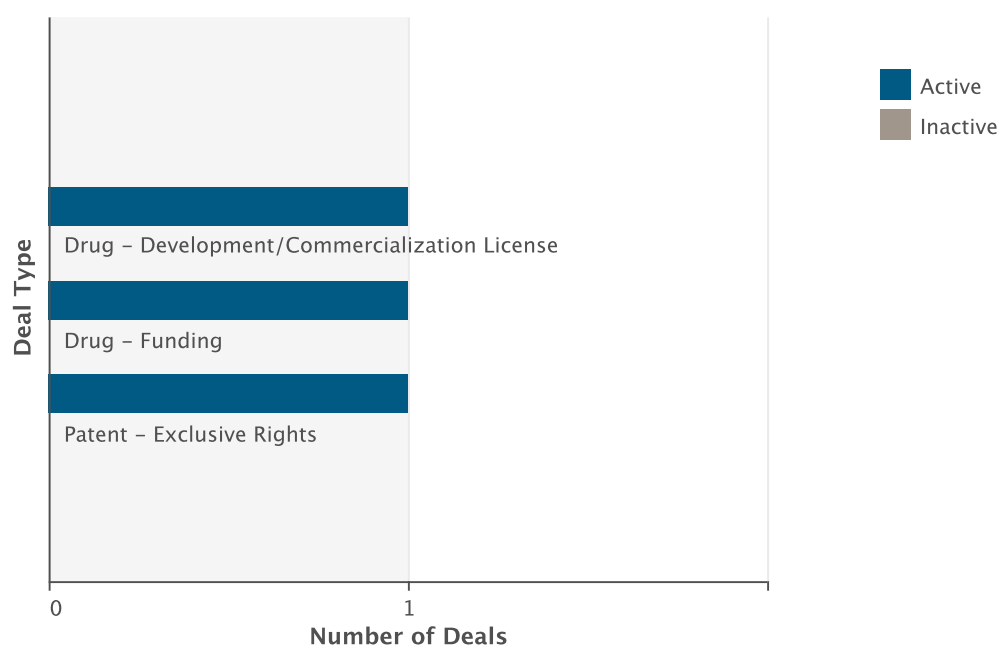 Active
Inactive
Drug – Development/Commercialization License
Drug – Funding
Patent – Exclusive Rights
Deal Type
0
1
Number of Deals